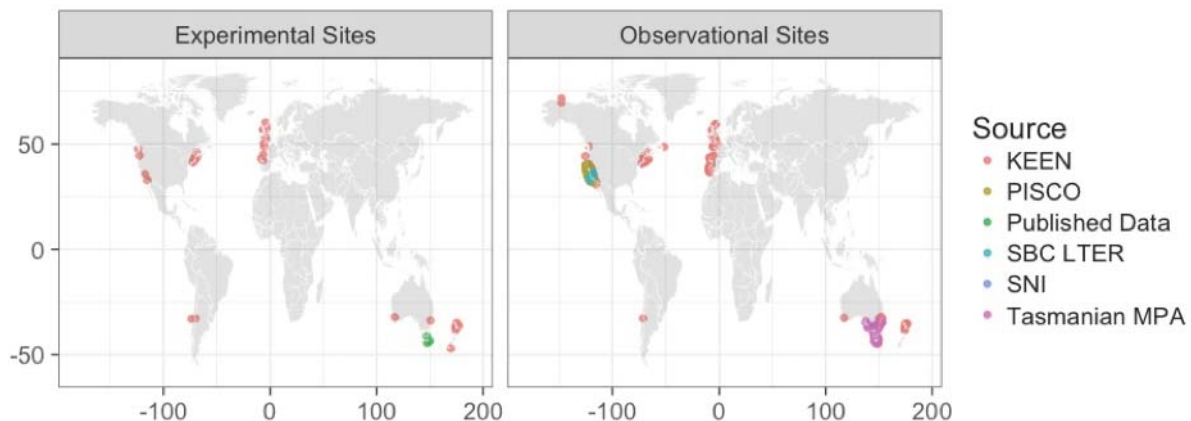 Experimental Sites
Observational Sites
50
0
-50
-100
0
100
200
-100
0
100
200
Source
KEEN
PISCO
Published Data
SBC LTER
SNI
Tasmanian MPA